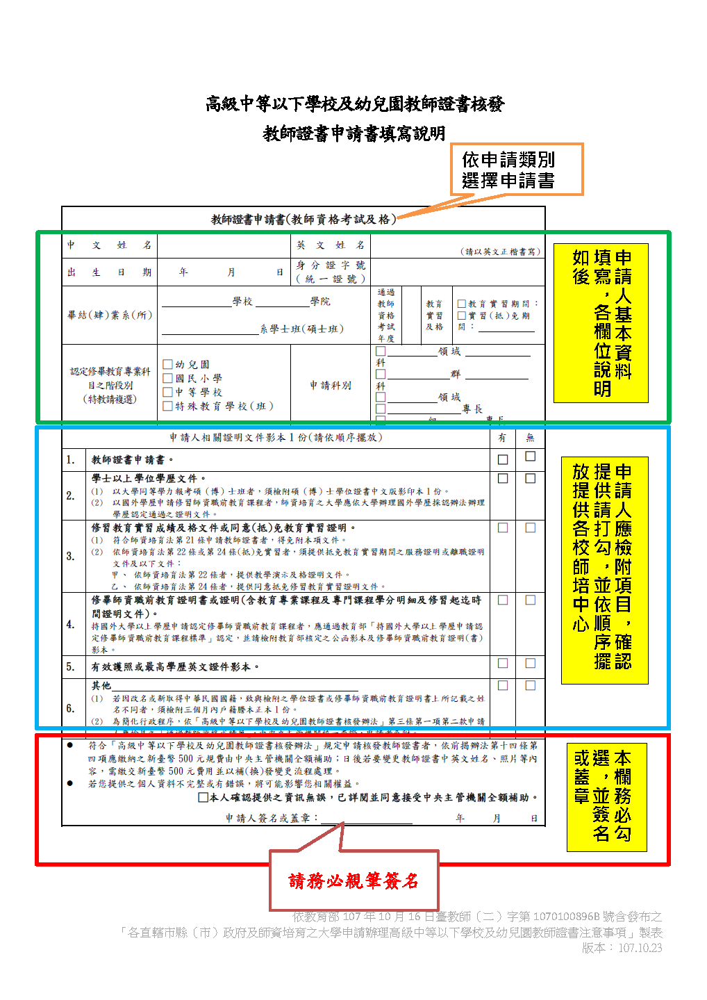 高級中等以下學校及幼兒園教師證書核發
教師證書申請書填寫說明
依申請類別
選擇申請書
教師證書申請書(教師資格考試及格)
中文姓名
英文姓名
(請以英文正楷書寫)
出生日期
年 月 日
身分證字號
(統一證號)
畢結(肄)業系(所)
學校 學院
系學士班(碩士班)
通過
教師
資格
考試
年度
教育
實習
及格
□教育實習期間：
□實習(抵)免期
間：
認定修畢教育專業科
目之階段別
(特教請複選)
□幼兒園
□國民小學
□中等學校
□特殊教育學校(班)
申請科別
□ 領域
科
□ 群
科
□ 領域
□ 專長
□ 組 專長
申請人基本資料
填寫，各欄位說明
如後
申請人相關證明文件影本1份(請依順序擺放) 有 無
1. 教師證書申請書。 □ □
2. 學士以上學位學歷文件。 □ □
(1) 以大學同等學力報考碩（博）士班者，須檢附碩（博）士學位證書中文版影印本1份。
(2) 以國外學歷申請修習師資職前教育課程者，師資培育之大學應依大學辦理國外學歷採認辦法辦理
學歷認定通過之證明文件。
3. 修習教育實習成績及格文件或同意(抵)免教育實習證明。 □ □
(1) 符合師資培育法第21條申請教師證書者，得免附本項文件。
(2) 依師資培育法第22條或第24條(抵)免實習者，須提供抵免教育實習期間之服務證明或離職證明
文件及以下文件：
甲、 依師資培育法第22條者，提供教學演示及格證明文件。
乙、 依師資培育法第24條者，提供同意抵免修習教育實習證明文件。
4. 修畢師資職前教育證明書或證明(含教育專業課程及專門課程學分明細及修習起迄時 □ □
間證明文件)。
持國外大學以上學歷申請認定修畢師資職前教育課程者，應通過教育部「持國外大學以上學歷申請認
定修畢師資職前教育課程標準」認定，並請檢附教育部核定之公函影本及修畢師資職前教育證明(書)
影本。
5. 有效護照或最高學歷英文證件影本。 □ □
6. 其他 □ □
(1) 若因改名或新取得中華民國國籍，致與檢附之學位證書或修畢師資職前教育證明書上所記載之姓
名不同者，須檢附三個月內戶籍謄本正本1份。
(2) 為簡化行政程序，依「高級中等以下學校及幼兒園教師證書核發辦法」第三條第一項第二款申請
申請人應檢附項目，確認
提供請打勾，並依順序擺
放提供各校師培中心
● 符合「高級中等以下學校及幼兒園教師證書核發辦法」規定申請核發教師證書者，依前揭辦法第十四條第
四項應繳納之新臺幣500元規費由中央主管機關全額補助；日後若要變更教師證書中英文姓名、照片等內
容，需繳交新臺幣500元費用並以補(換)發變更流程處理。
● 若您提供之個人資料不完整或有錯誤，將可能影響您相關權益。
□本人確認提供之資訊無誤，已詳閱並同意接受中央主管機關全額補助。
申請人簽名或蓋章： 年 月 日
本欄務必勾
選，並簽名
或蓋章
請務必親筆簽名
依教育部 107 年 10 月 16 日臺教師（二）字第 1070100896B 號含發布之
「各直轄市縣（市）政府及師資培育之大學申請辦理高級中等以下學校及幼兒園教師證書注意事項」製表
版本：107.10.23